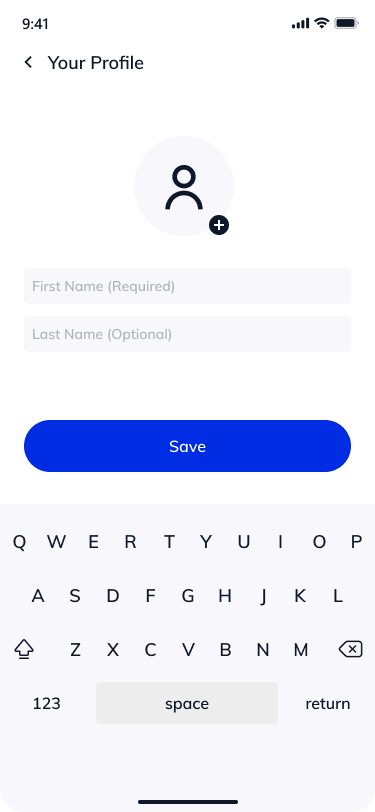 9:41
Your Profile
First Name (Required)
Last Name (Optional)
Save
Q W E R T Y U I O P
A S D F G H J K L
Z X C V B N M
123 space return